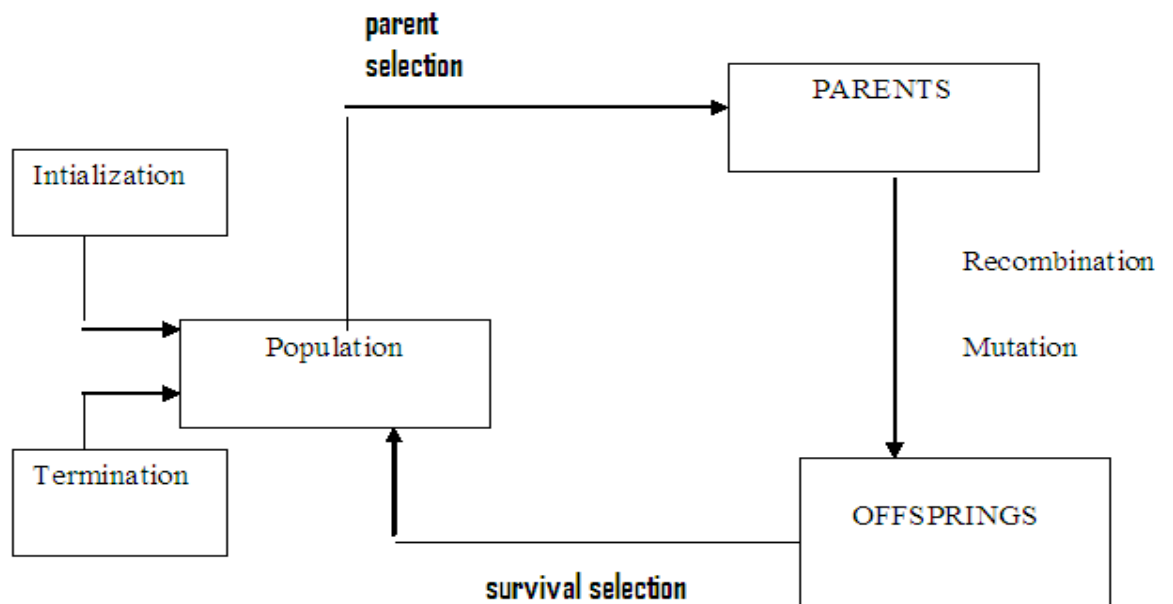 parent
selection
PARENTS
Intialization
Recombination
Population
Mutation
Termination
OFFSPRINGS
survival selection